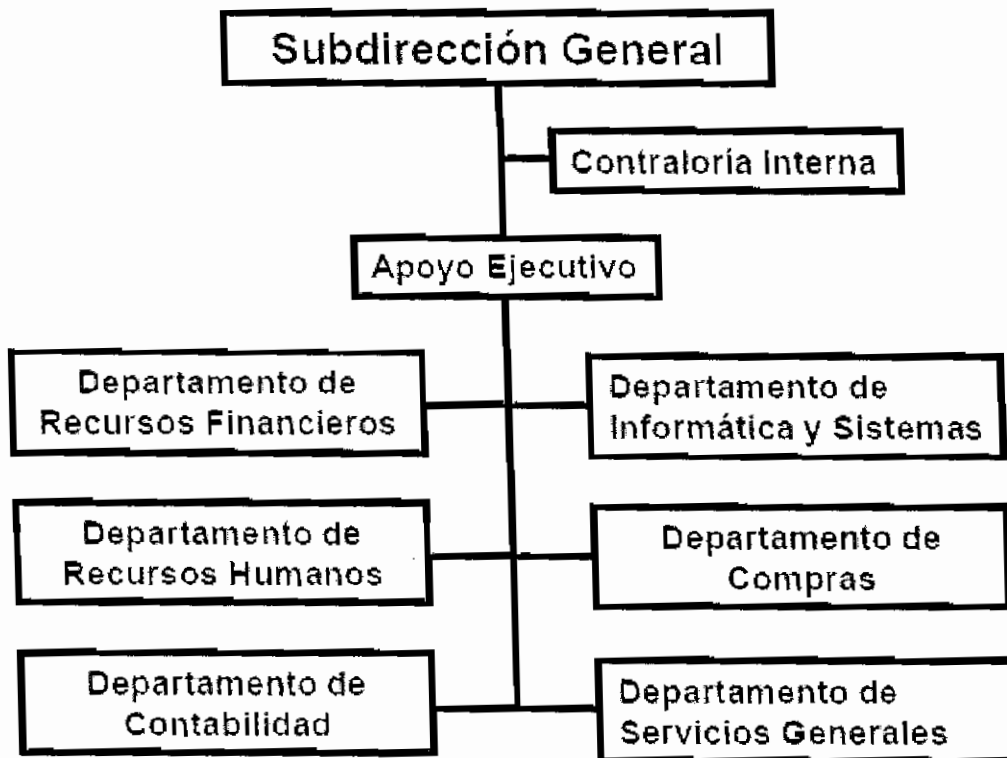 Subdirección General
Contraloría Interna
Apoyo Ejecutivo
Departamento de
Recursos Financieros
Departamento de
Informática y Sistemas
Departamento de
Recursos Humanos
Departamento de
Compras
Departamento de
Contabilidad
Departamento de
Servicios Generales